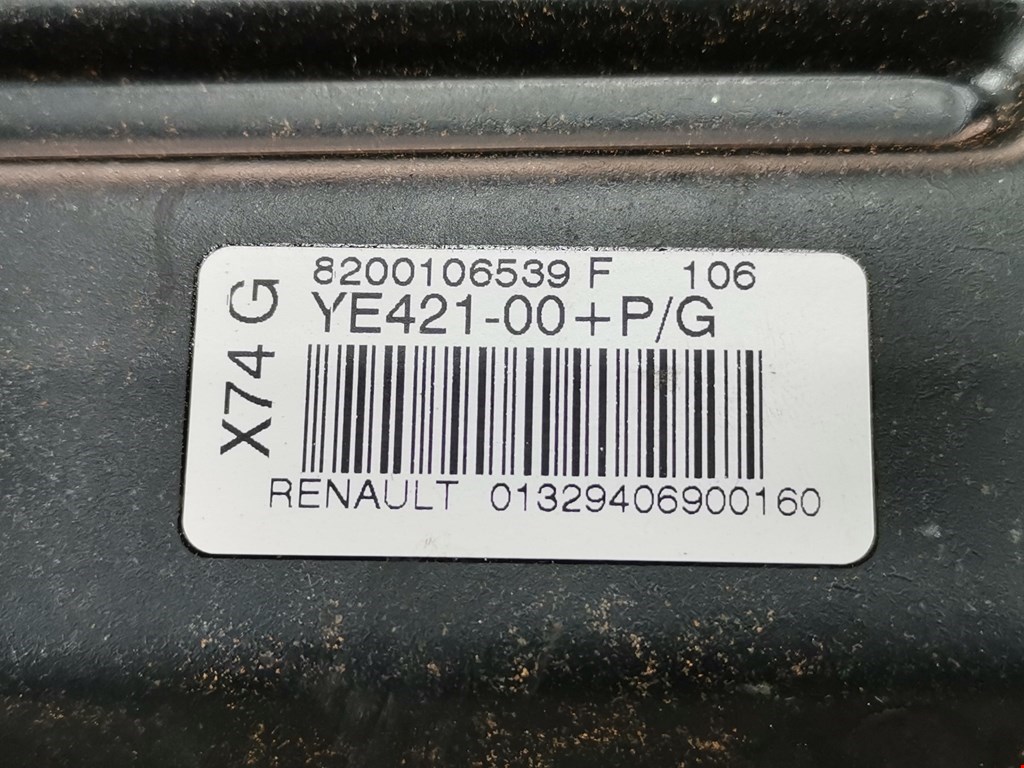 8200106539 F 106
YE421-00+P/G
X74 G
RENAULT 01329406900160